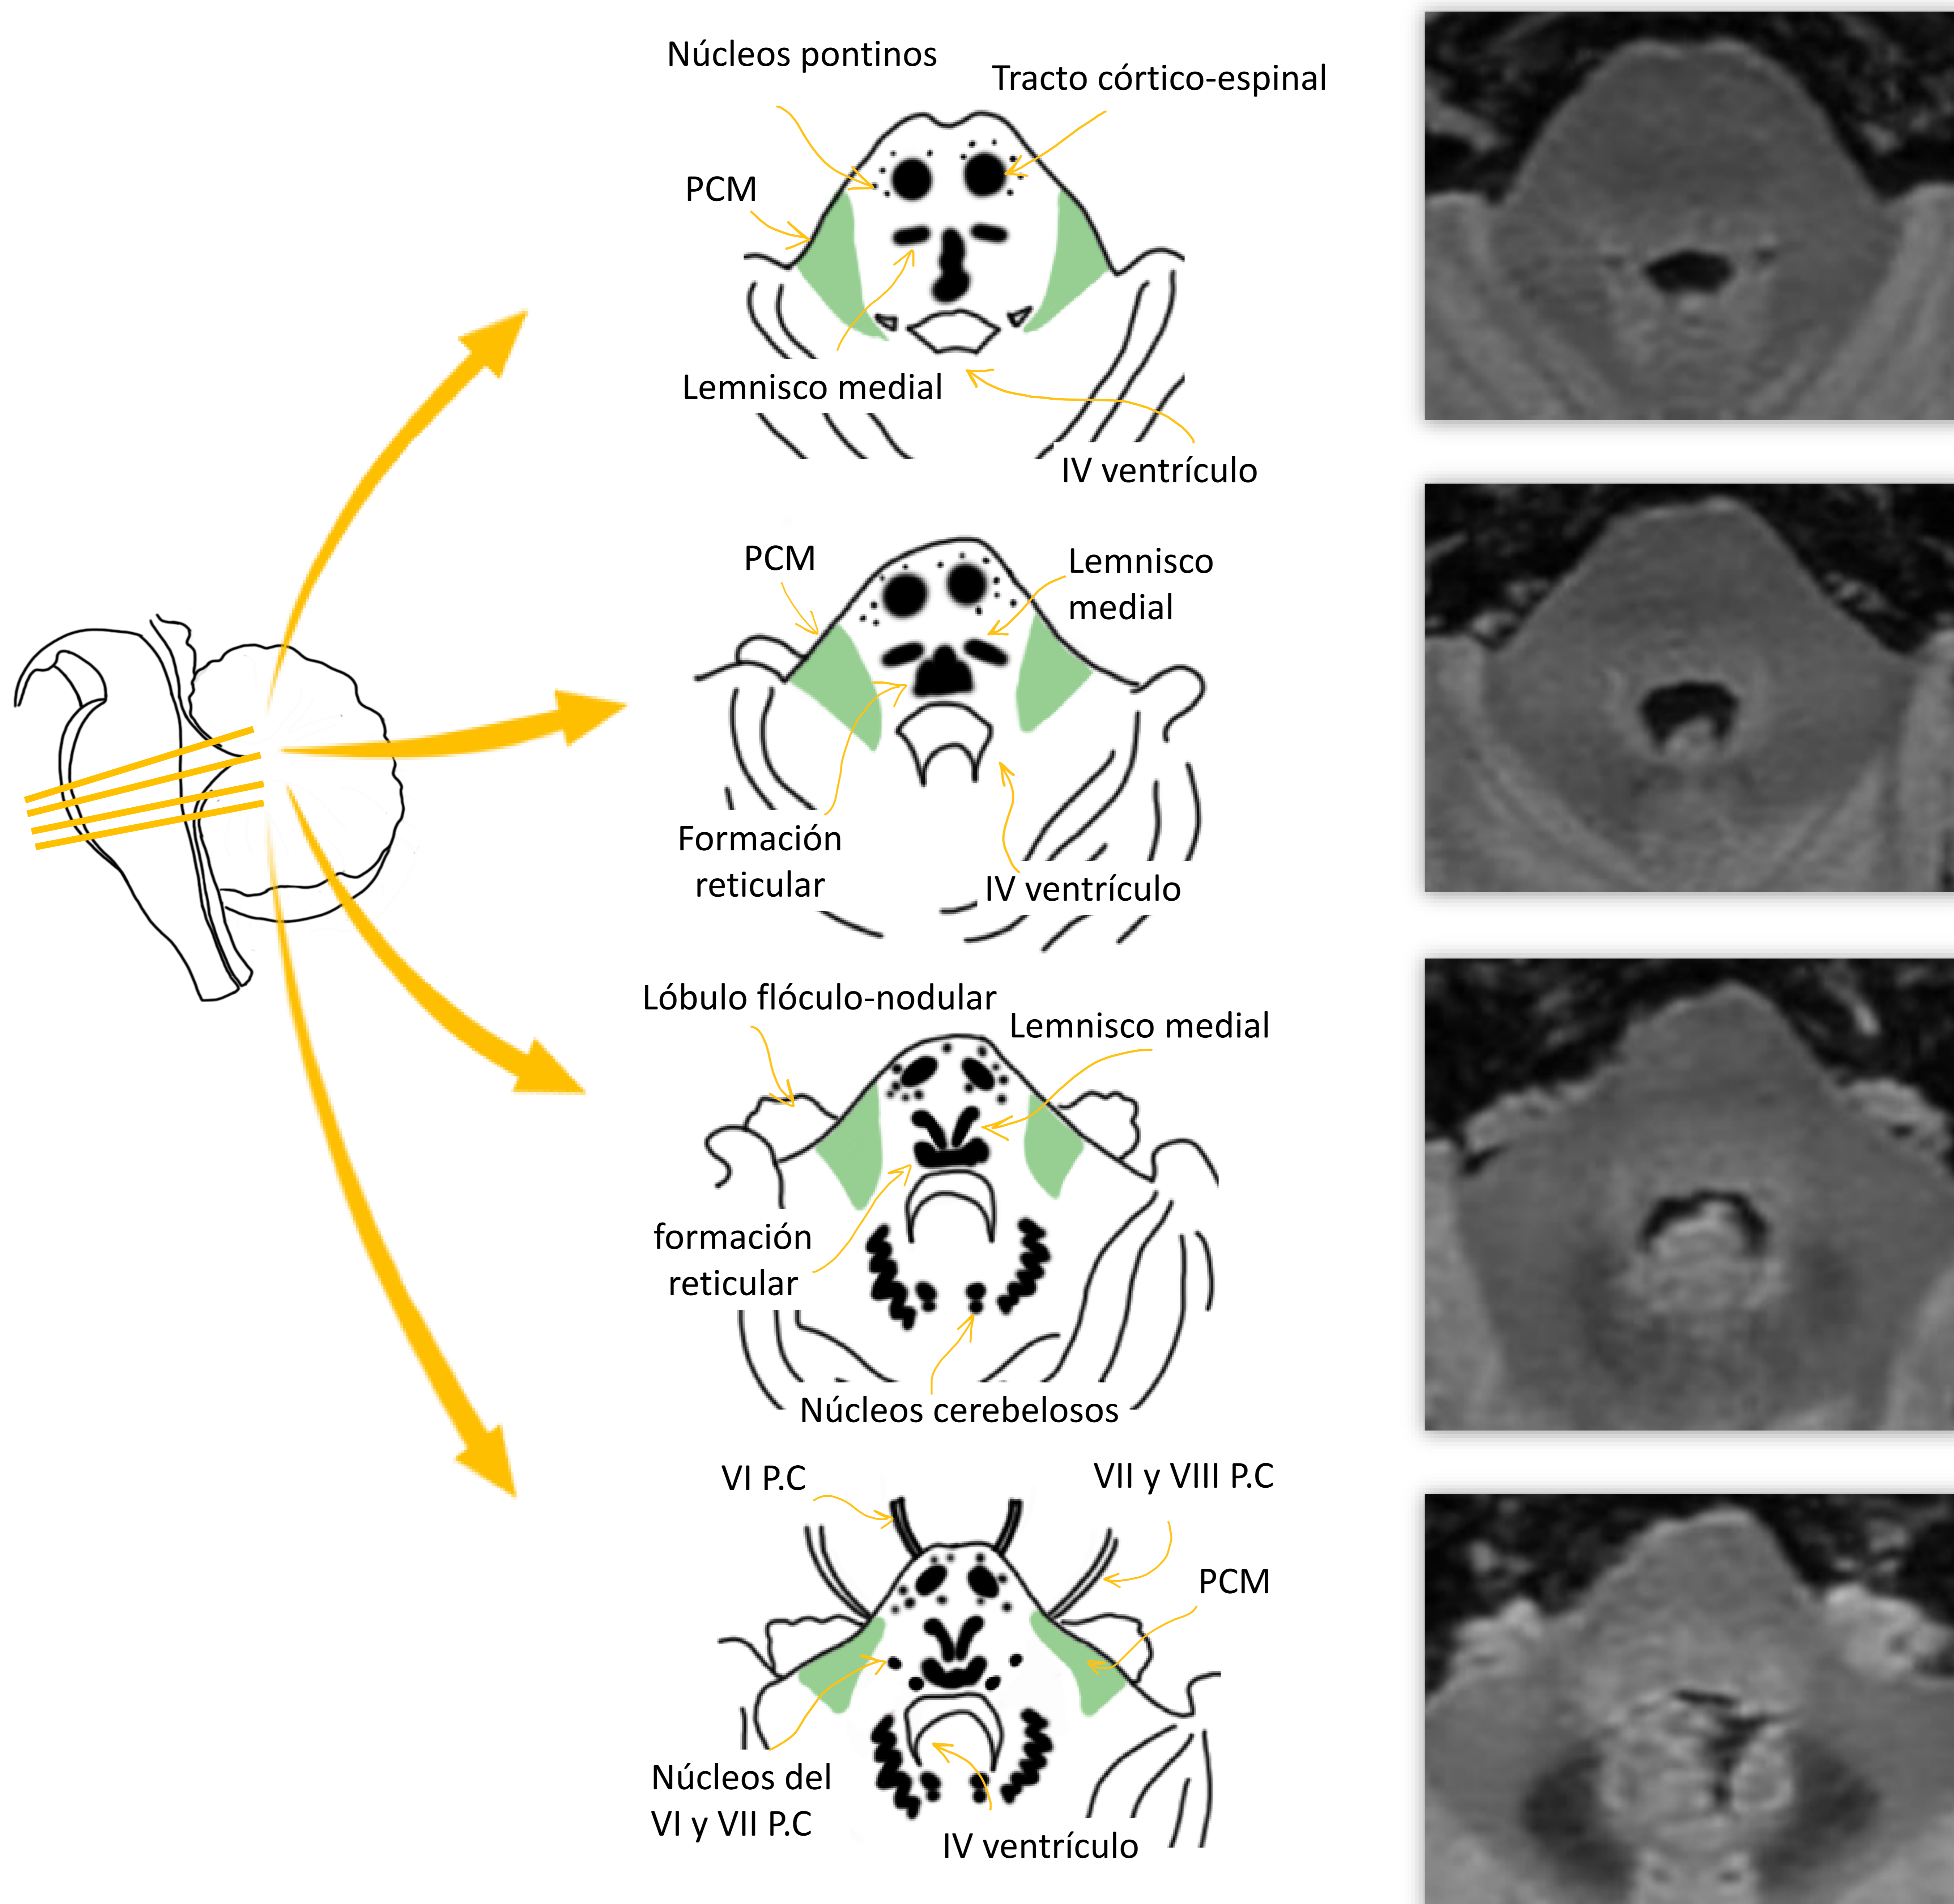 Núcleos pontinos
Tracto córtico-espinal
PCM
Lemnisco medial
IV ventrículo
PCM
Lemnisco
medial
Formación
reticular
IV ventrículo
Lóbulo flóculo-nodular
Lemnisco medial
formación
reticular
Núcleos cerebelosos
VI P.C
VII y VIII P.C
PCM
Núcleos del
VI y VII P.C
IV ventrículo